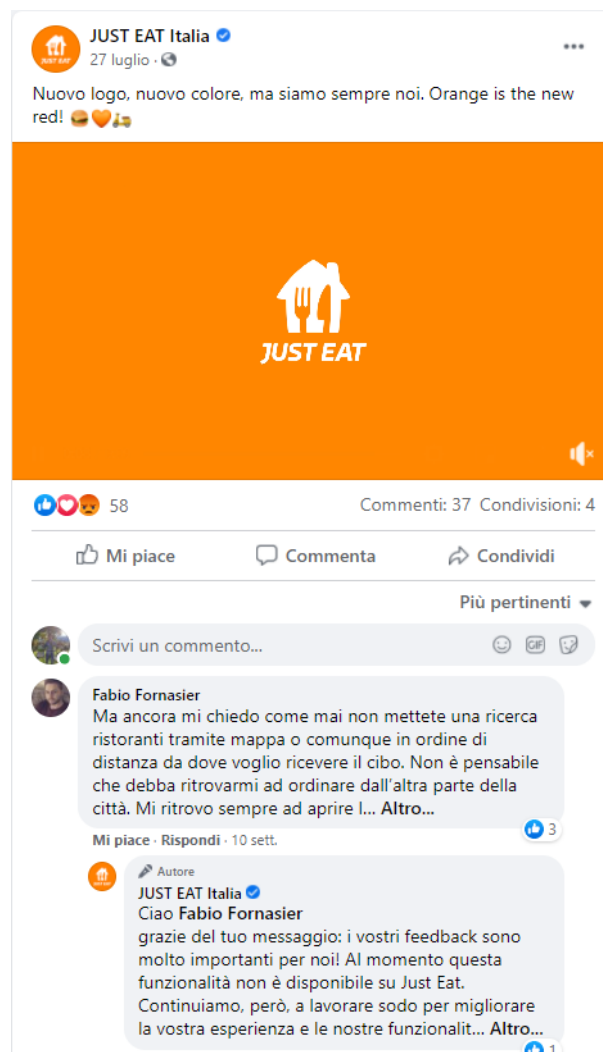 JUST EAT Italia
27 luglio ·
Nuovo logo, nuovo colore, ma siamo sempre noi. Orange is the new
red! 🍔🧡🛵
JUST EAT
58
Commenti: 37 Condivisioni: 4
Mi piace
Commenta
Condividi
Più pertinenti
Scrivi un commento...
GIF
Fabio Fornasier
Ma ancora mi chiedo come mai non mettete una ricerca
ristoranti tramite mappa o comunque in ordine di
distanza da dove voglio ricevere il cibo. Non è pensabile
che debba ritrovarmi ad ordinare dall'altra parte della
città. Mi ritrovo sempre ad aprire l... Altro...
3
Mi piace · Rispondi · 10 sett.
Autore
JUST EAT Italia
Ciao Fabio Fornasier
grazie del tuo messaggio: i vostri feedback sono
molto importanti per noi! Al momento questa
funzionalità non è disponibile su Just Eat.
Continuiamo, però, a lavorare sodo per migliorare
la vostra esperienza e le nostre funzionalit... Altro...
1